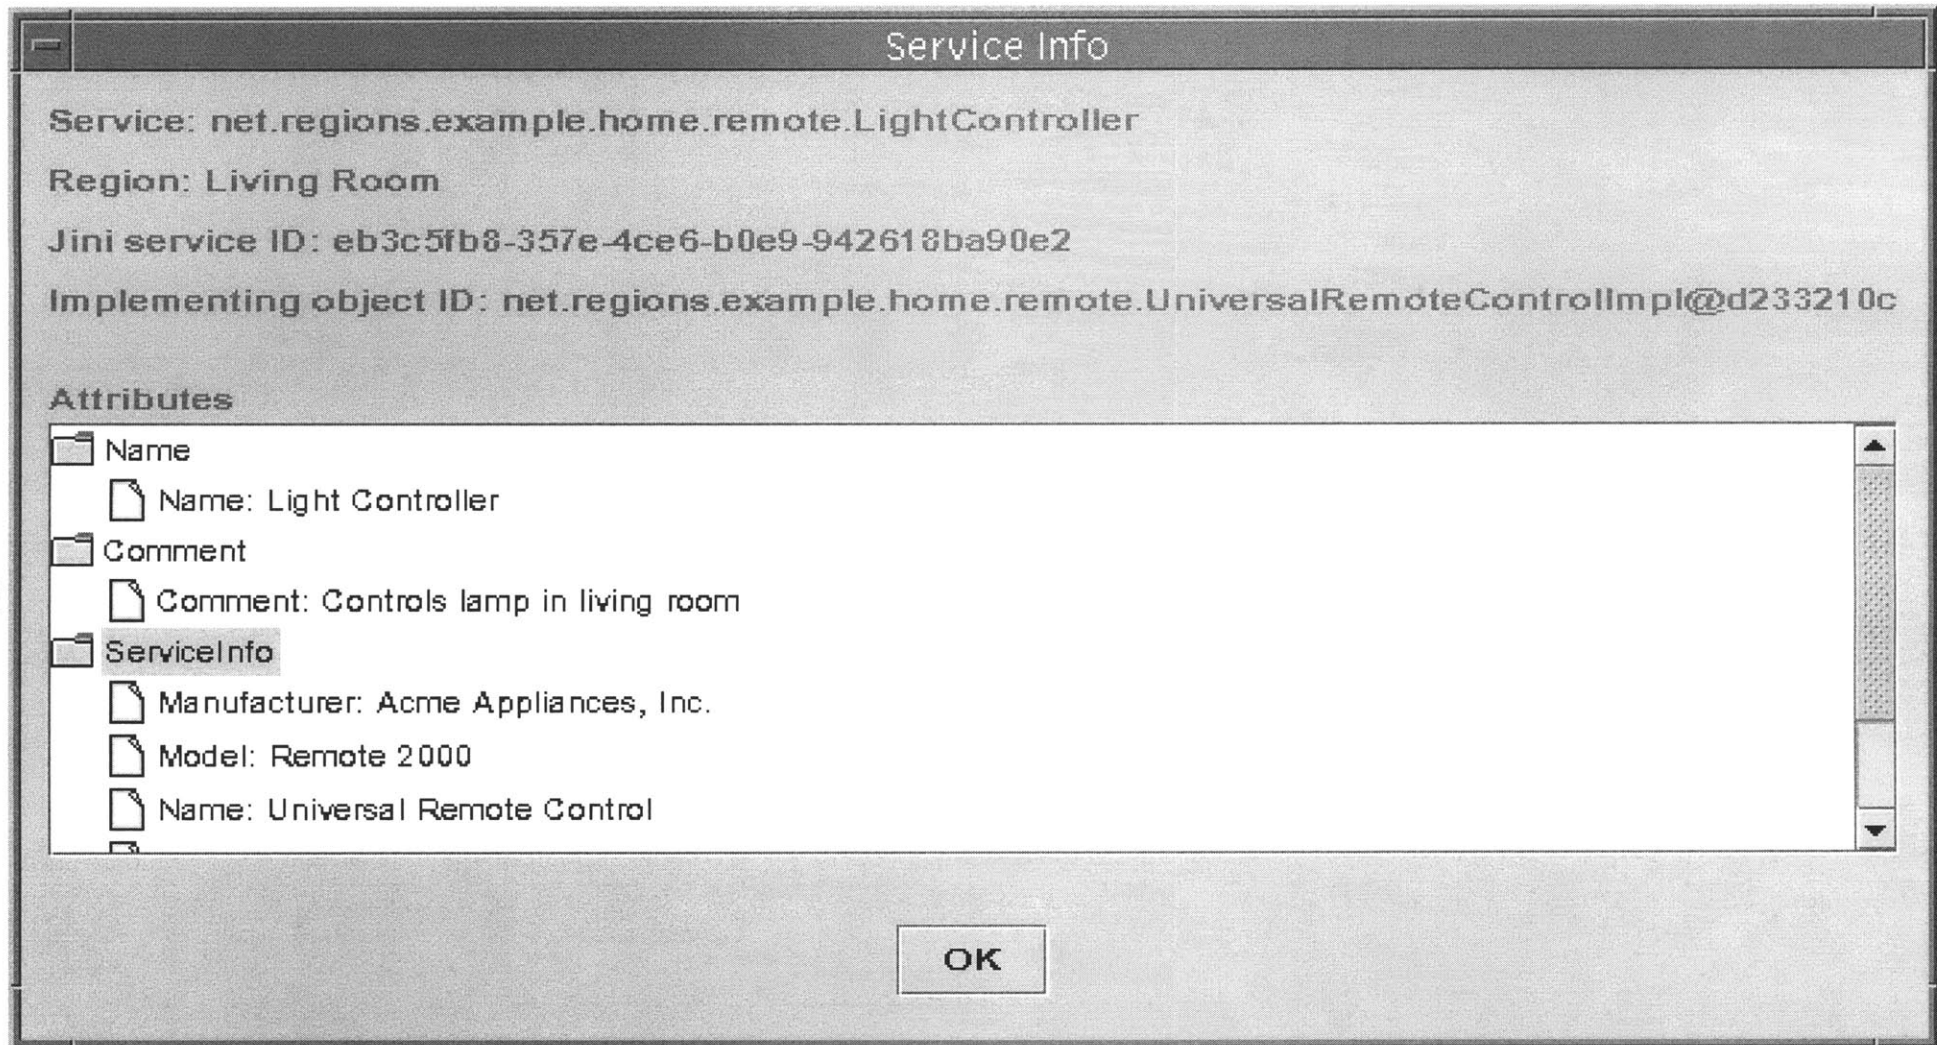 Service Info
Service: net.regions.example.home.remote.LightController
Region: Living Room
Jini service ID: eb3c5fb8-357e-4ce6-b0e9-942618ba90e2
Implementing object ID: net.regions.example.home.remote.UniversalRemoteControlImpl@d233210c
Attributes
Name
Name: Light Controller
Comment
Comment: Controls lamp in living room
ServiceInfo
Manufacturer: Acme Appliances, Inc.
Model: Remote 2000
Name: Universal Remote Control
OK